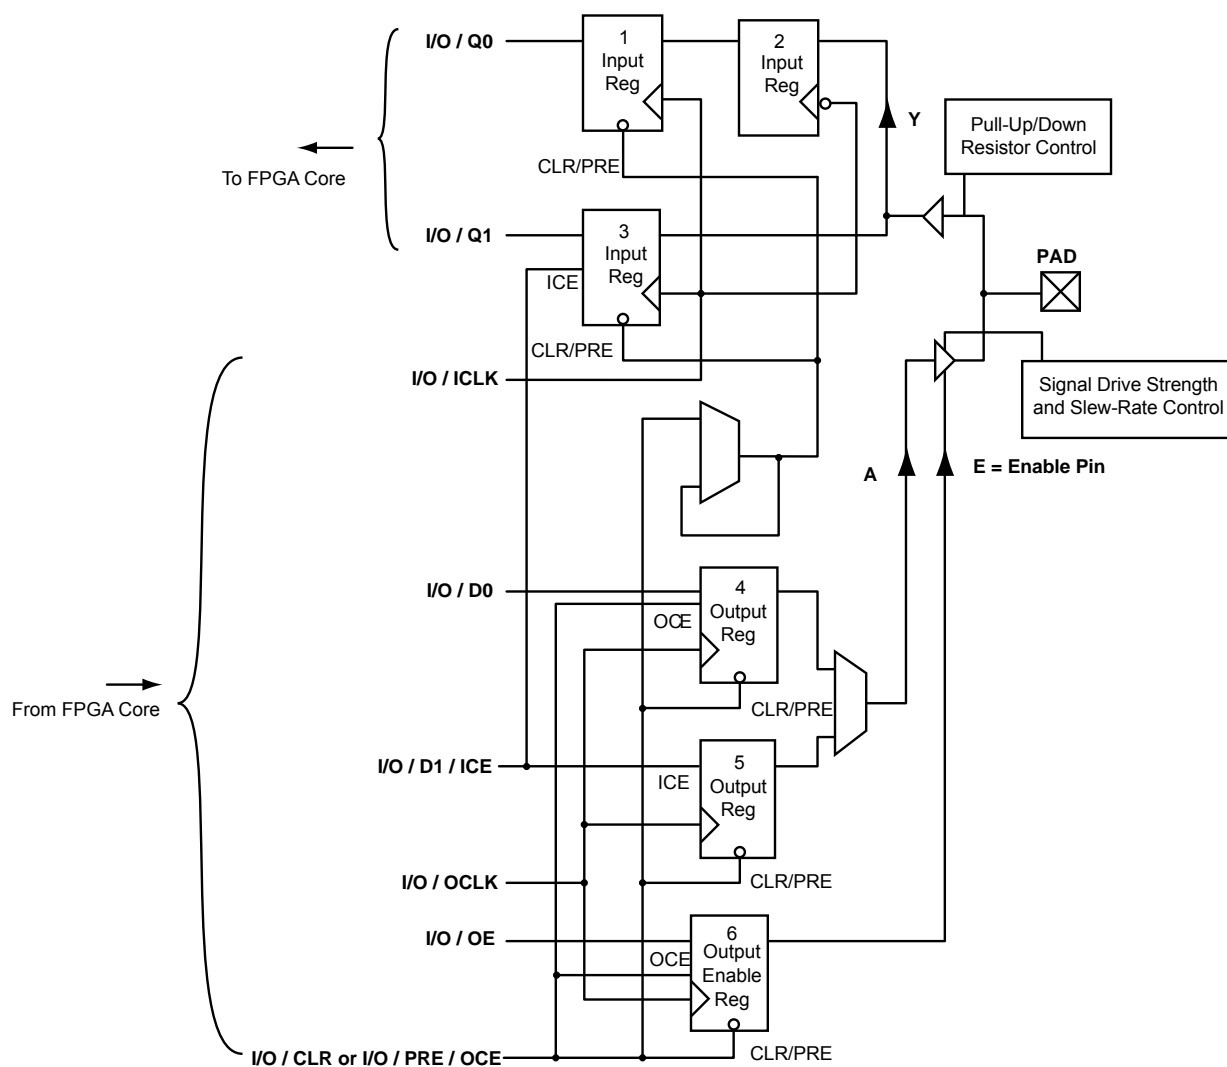 I/O / Q0
1
Input
Reg
2
Input
Reg
Y
Pull-Up/Down
Resistor Control
CLR/PRE
To FPGA Core
I/O / Q1
3
Input
Reg
ICE
PAD
CLR/PRE
I/O / ICLK
Signal Drive Strength
and Slew-Rate Control
A
E = Enable Pin
I/O / D0
4
Output
Reg
OCE
CLR/PRE
From FPGA Core
I/O / D1 / ICE
5
Output
Reg
ICE
CLR/PRE
I/O / OCLK
I/O / OE
6
Output
Enable
Reg
OCE
CLR/PRE
I/O / CLR or I/O / PRE / OCE